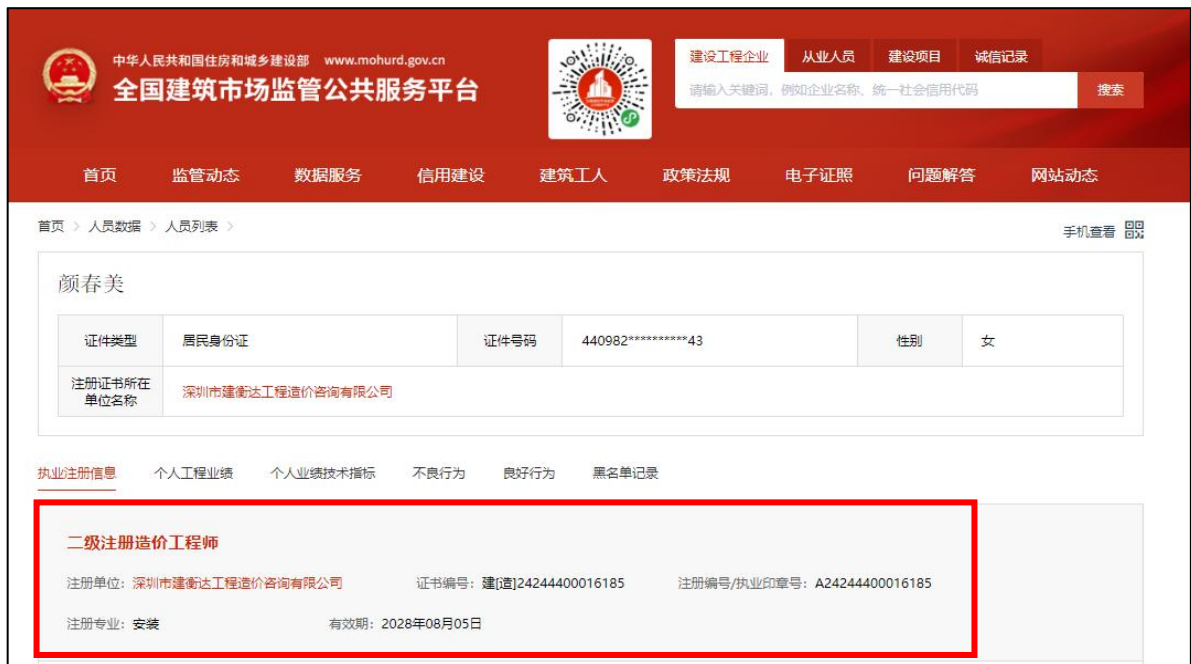 中华人民共和国住房和城乡建设部 www.mohurd.gov.cn
全国建筑市场监管公共服务平台
建设工程企业 从业人员 建设项目 诚信记录
请输入关键词，例如企业名称、统一社会信用代码 搜索
首页 监管动态 数据服务 信用建设 建筑工人 政策法规 电子证照 问题解答 网站动态
首页 > 人员数据 > 人员列表 >
手机查看
颜春美
证件类型 居民身份证 证件号码 440982**********43 性别 女
注册证书所在
单位名称
深圳市建衡达工程造价咨询有限公司
执业注册信息 个人工程业绩 个人业绩技术指标 不良行为 良好行为 黑名单记录
二级注册造价工程师
注册单位：深圳市建衡达工程造价咨询有限公司 证书编号：建[造]24244400016185 注册编号/执业印章号：A24244400016185
注册专业：安装 有效期：2028年08月05日